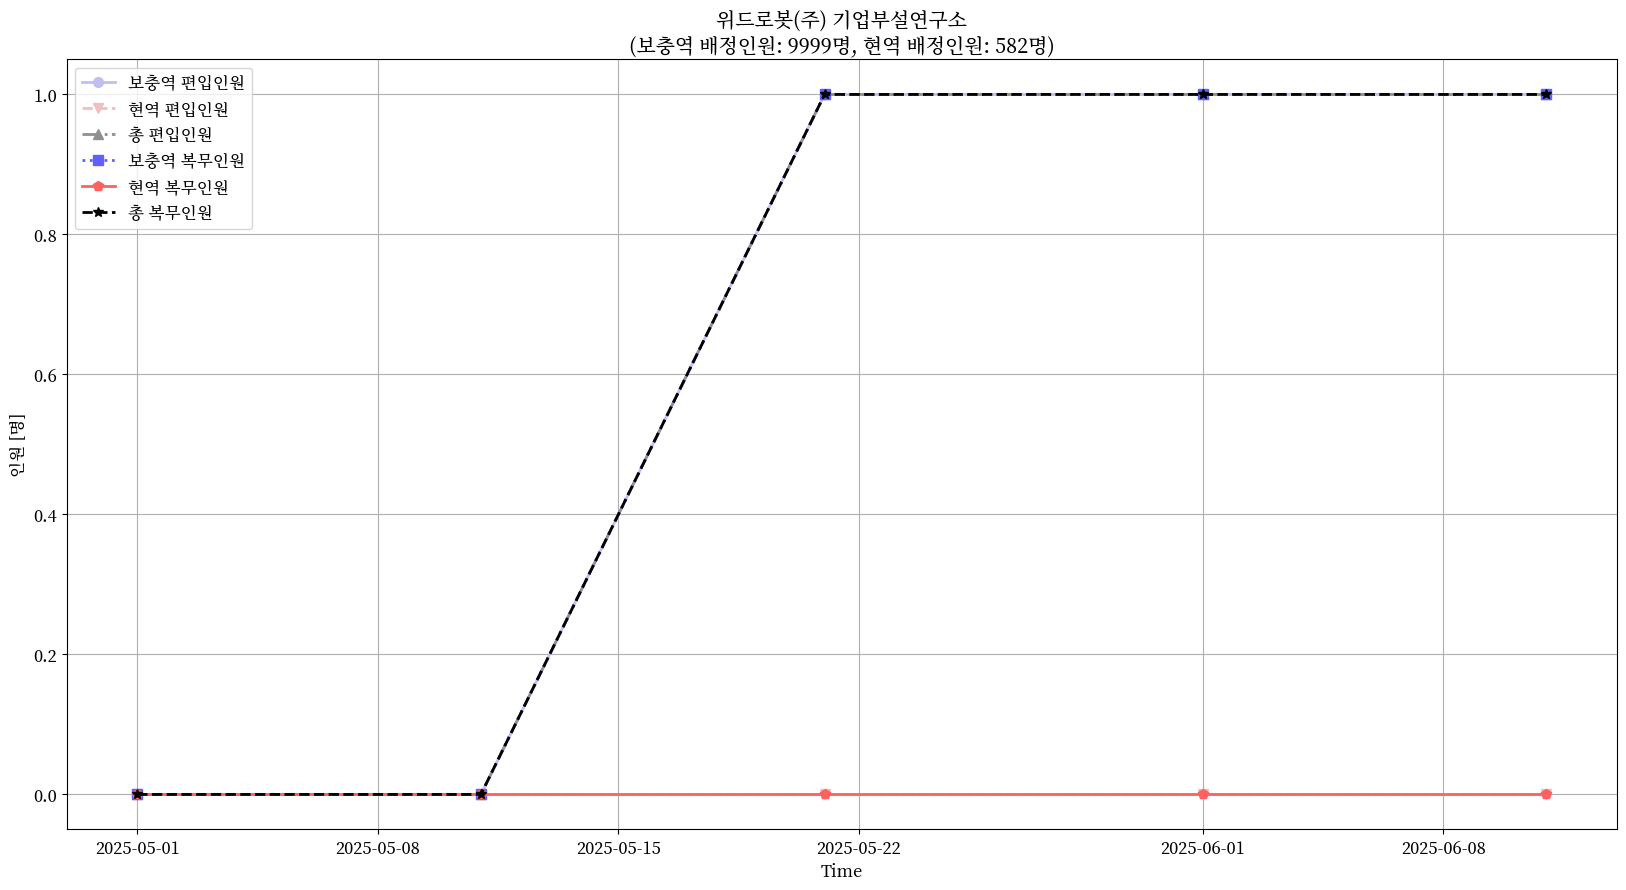 위드로봇(주) 기업부설연구소
(보충역 배정인원: 9999명, 현역 배정인원: 582명)
보충역 편입인원
현역 편입인원
총 편입인원
보충역 복무인원
현역 복무인원
총 복무인원
1.0
0.8
0.6
0.4
0.2
0.0
인원 [명]
2025-05-01
2025-05-08
2025-05-15
2025-05-22
2025-06-01
2025-06-08
Time